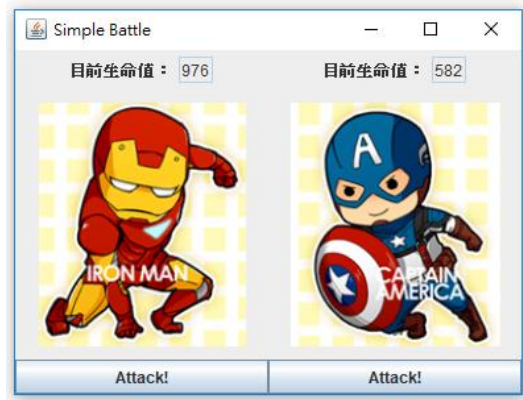 Simple Battle
目前生命值： 976
目前生命值： 582
IRON MAN
CAPTAIN
AMERICA
Attack!
Attack!